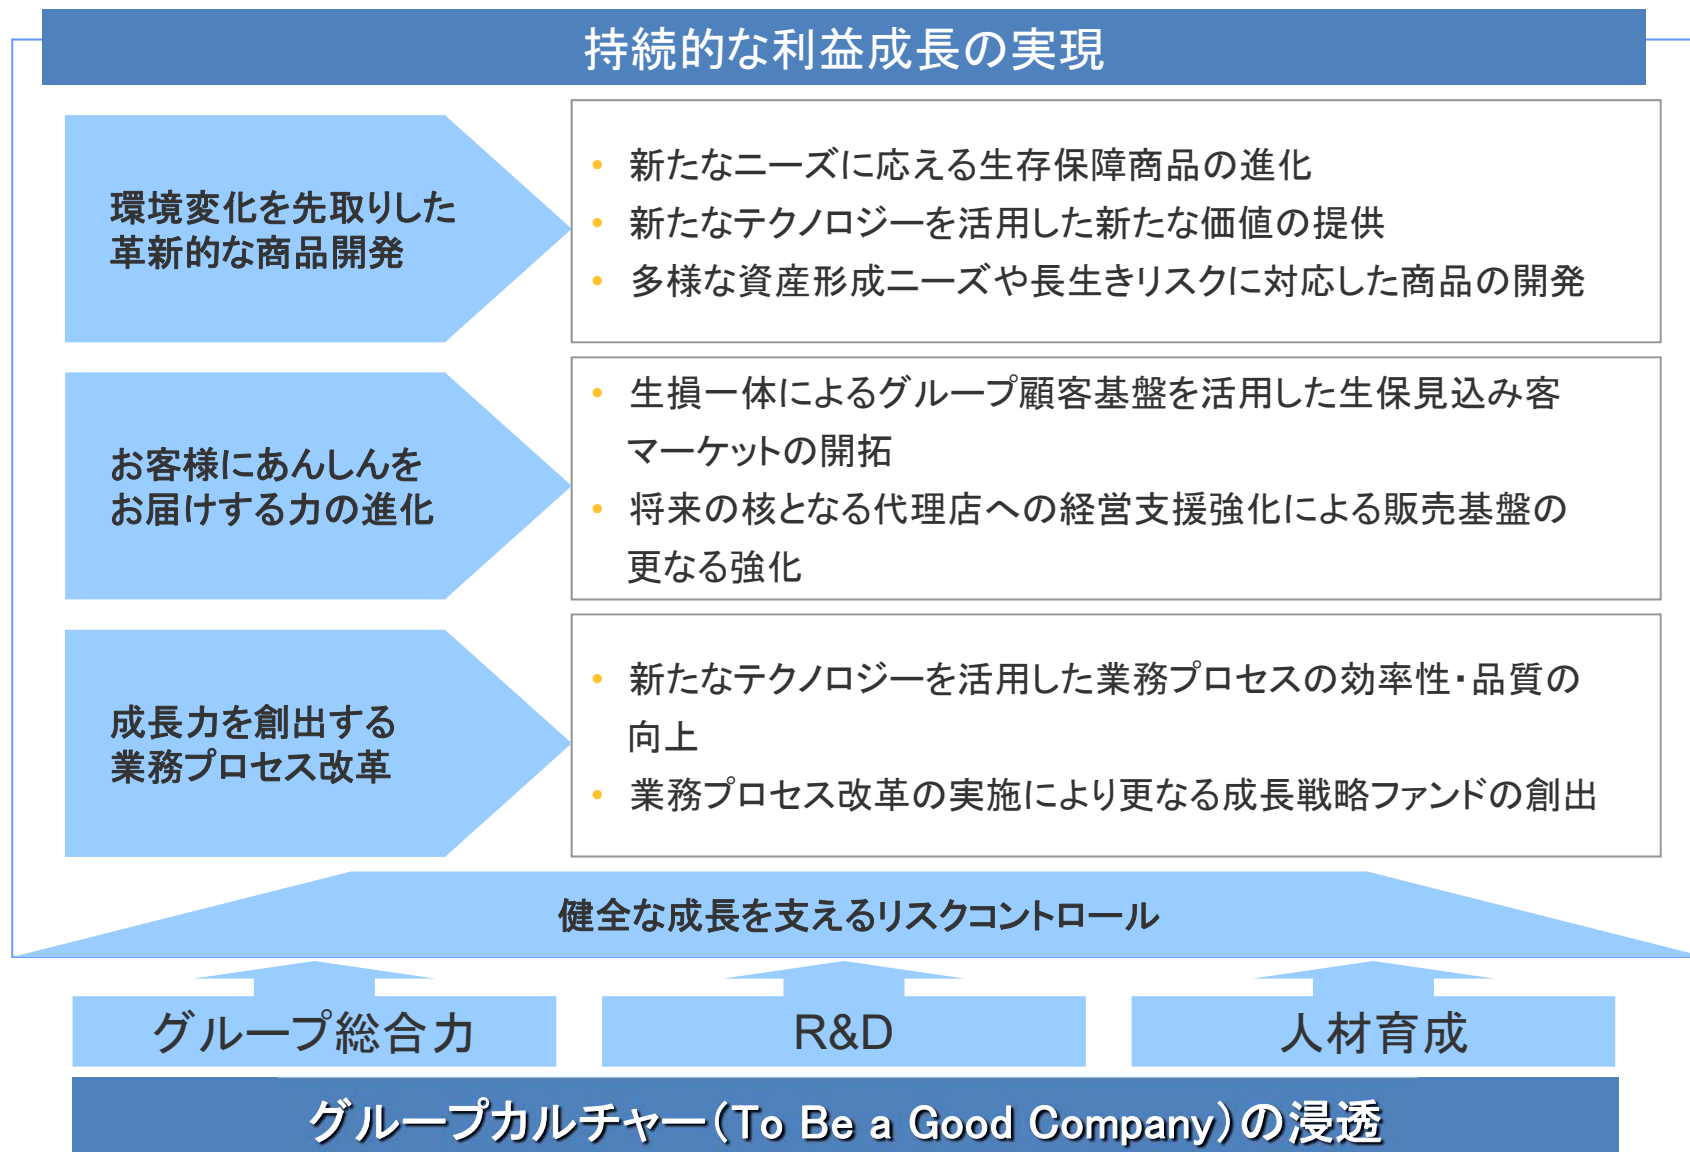 持続的な利益成長の実現
環境変化を先取りした
革新的な商品開発
• 新たなニーズに応える生存保障商品の進化
• 新たなテクノロジーを活用した新たな価値の提供
• 多様な資産形成ニーズや長生きリスクに対応した商品の開発
お客様にあんしんを
お届けする力の進化
• 生損一体によるグループ顧客基盤を活用した生保見込み客
マーケットの開拓
• 将来の核となる代理店への経営支援強化による販売基盤の
更なる強化
成長力を創出する
業務プロセス改革
• 新たなテクノロジーを活用した業務プロセスの効率性・品質の
向上
• 業務プロセス改革の実施により更なる成長戦略ファンドの創出
健全な成長を支えるリスクコントロール
グループ総合力
R&D
人材育成
グループカルチャー（To Be a Good Company）の浸透